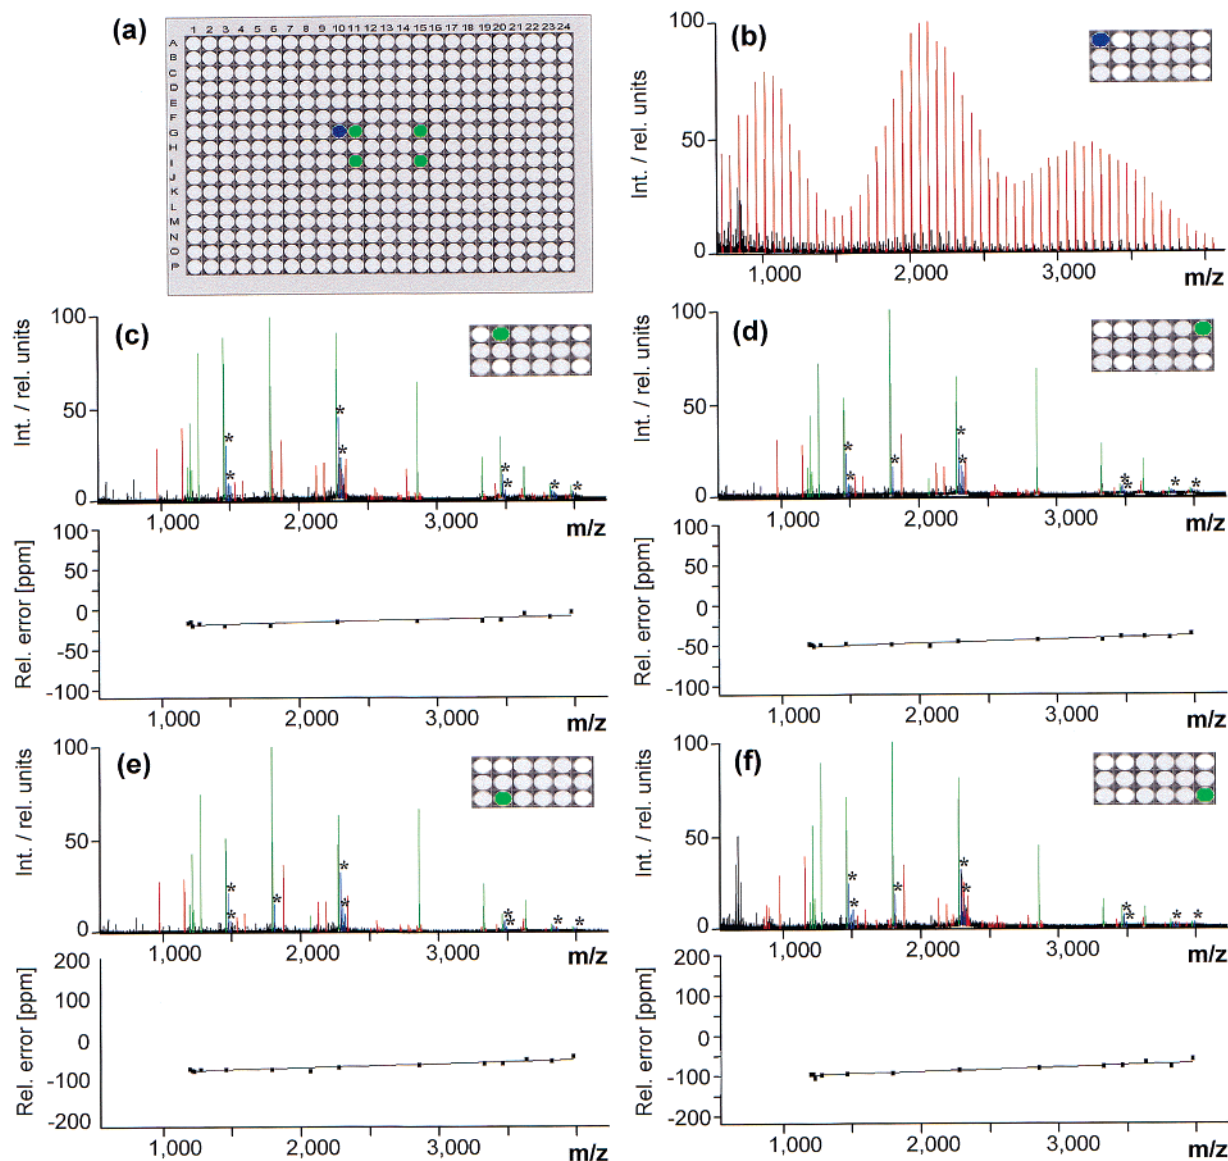 (a)
1 2 3 4 5 6 7 8 9 10 11 12 13 14 15 16 17 18 19 20 21 22 23 24
A
B
C
D
E
F
G
H
I
J
K
L
M
N
O
P
(b)
Int. / rel. units
100
50
0
1,000 2,000 3,000 m/z
(c)
Int. / rel. units
100
50
0
* * * * * * * *
1,000 2,000 3,000 m/z
Rel. error [ppm]
100
50
0
-50
-100
1,000 2,000 3,000 m/z
(d)
Int. / rel. units
100
50
0
* * * * * * * * *
1,000 2,000 3,000 m/z
Rel. error [ppm]
100
50
0
-50
-100
1,000 2,000 3,000 m/z
(e)
Int. / rel. units
100
50
0
* * * * * * * * *
1,000 2,000 3,000 m/z
Rel. error [ppm]
200
100
0
-100
-200
1,000 2,000 3,000 m/z
(f)
Int. / rel. units
100
50
0
* * * * * * * * *
1,000 2,000 3,000 m/z
Rel. error [ppm]
200
100
0
-100
-200
1,000 2,000 3,000 m/z